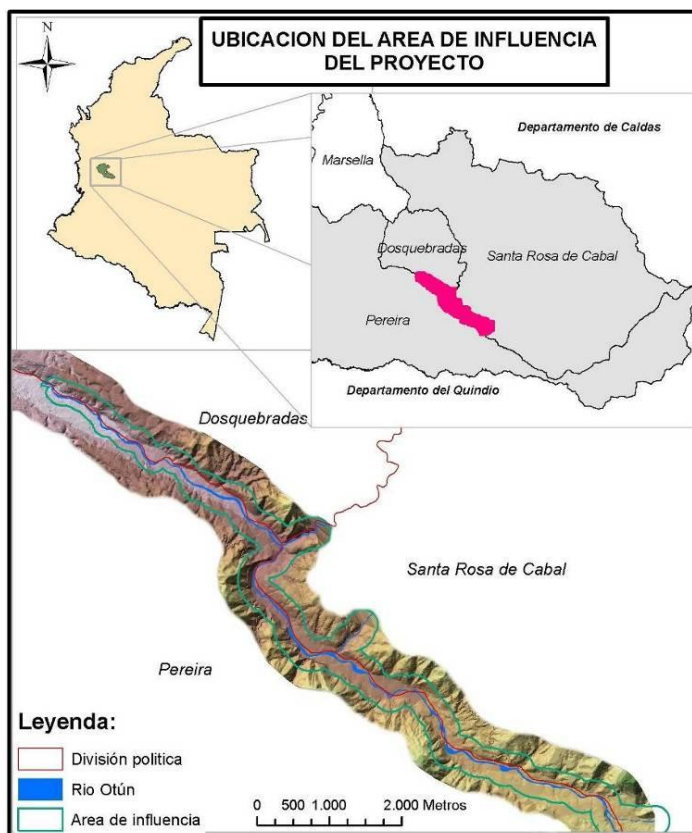 N
UBICACION DEL AREA DE INFLUENCIA
DEL PROYECTO
Departamento de Caldas
Marsella
Dosquebradas
Santa Rosa de Cabal
Pereira
Departamento del Quindio
Dosquebradas
Santa Rosa de Cabal
Pereira
Leyenda:
División politica
Rio Otún
Area de influencia
0 500 1.000 2.000 Metros